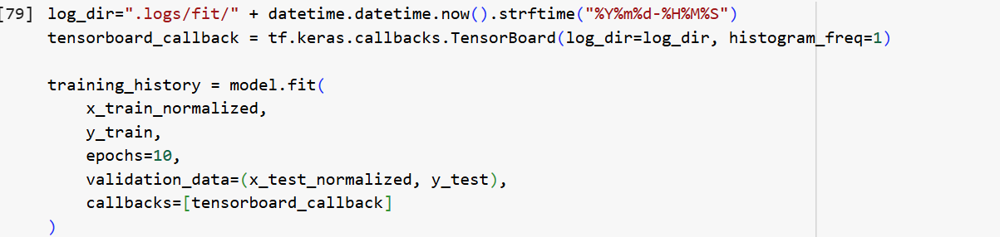 [79] log_dir=".logs/fit/" + datetime.datetime.now().strftime("%Y%m%d-%H%M%S")
tensorboard_callback = tf.keras.callbacks.TensorBoard(log_dir=log_dir, histogram_freq=1)
training_history = model.fit(
x_train_normalized,
y_train,
epochs=10,
validation_data=(x_test_normalized, y_test),
callbacks=[tensorboard_callback]
)